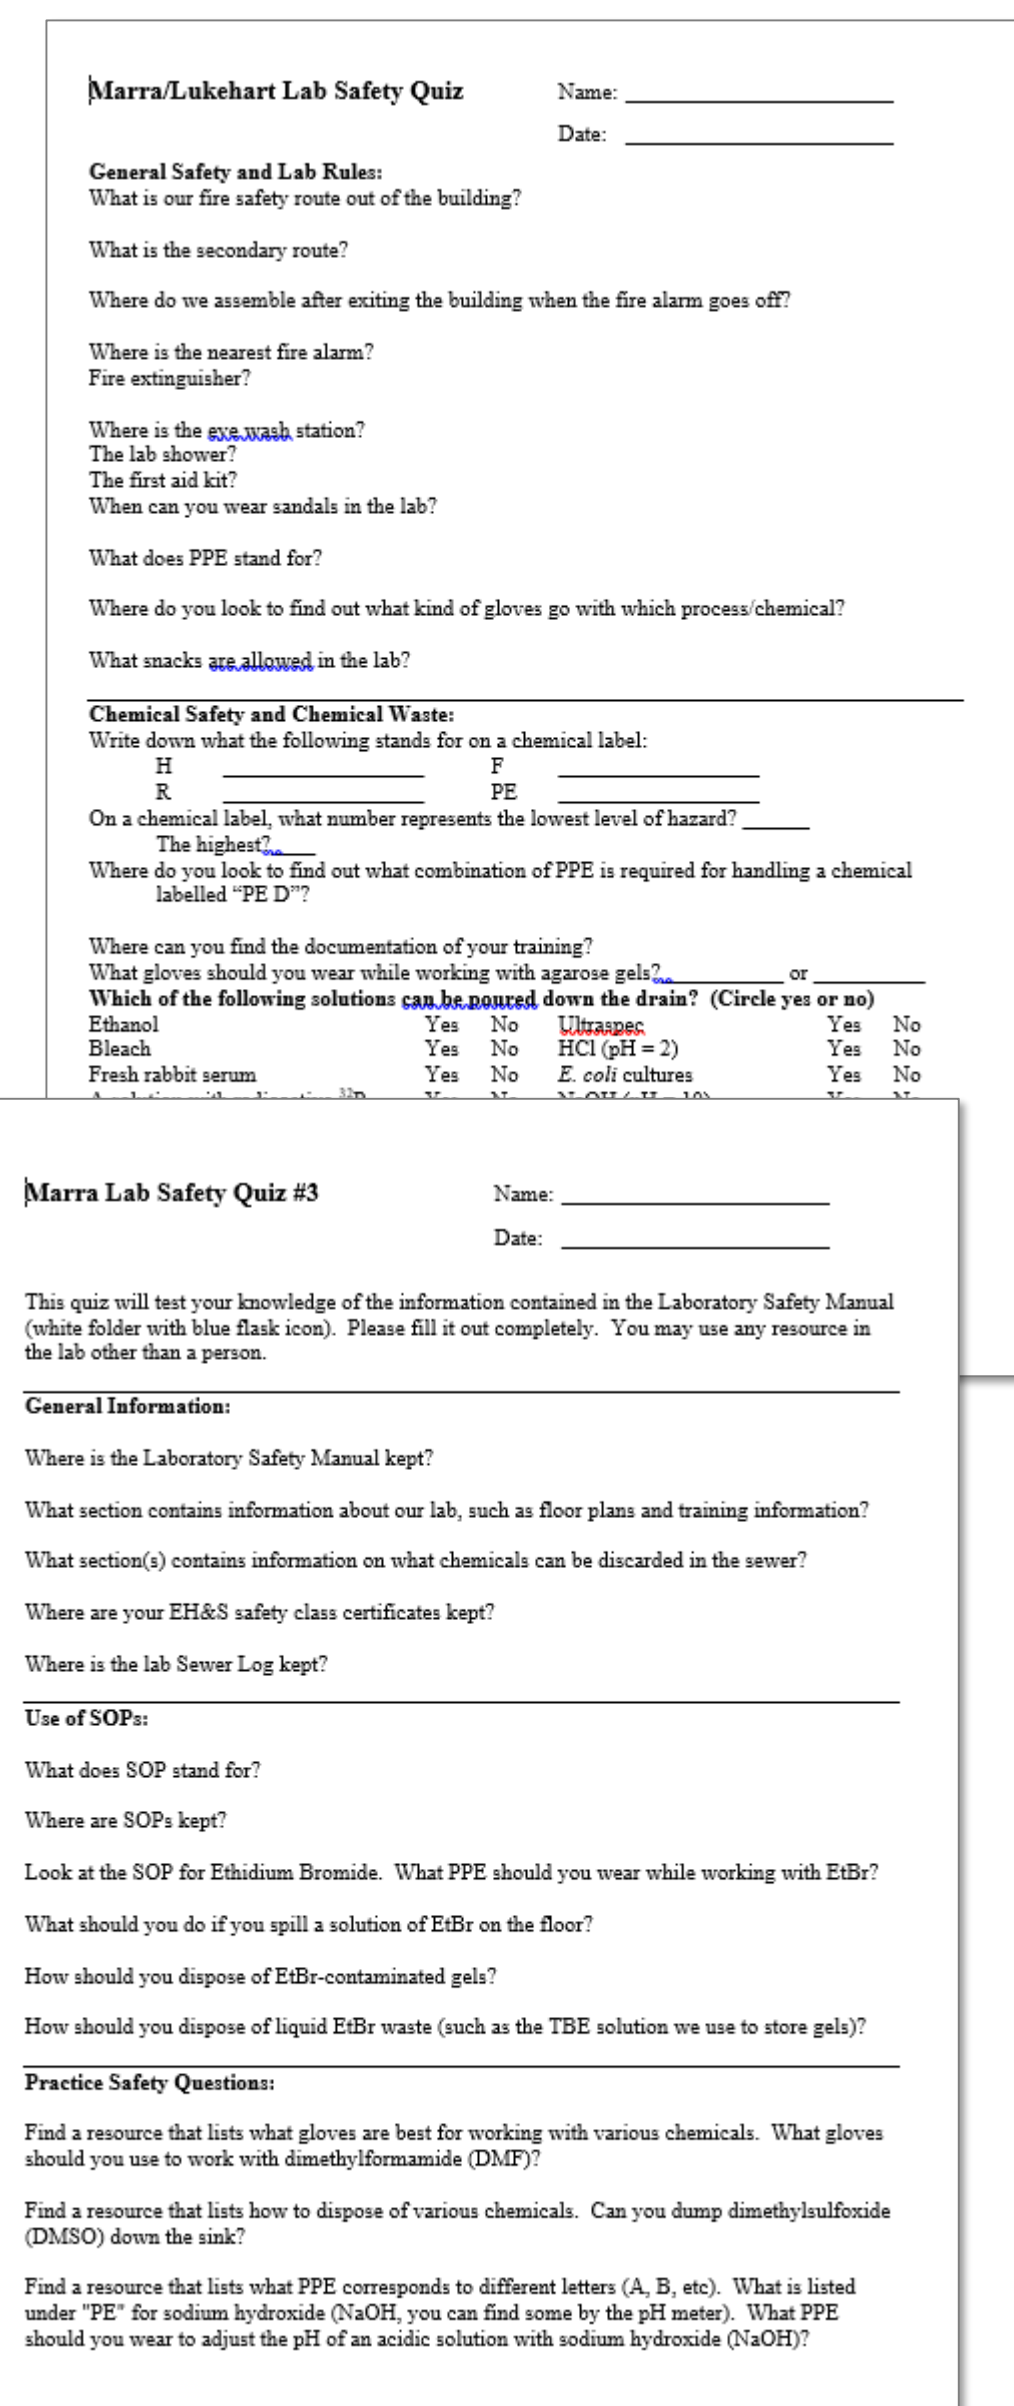 Marra/Lukehart Lab Safety Quiz Name:
Date:
General Safety and Lab Rules:
What is our fire safety route out of the building?
What is the secondary route?
Where do we assemble after exiting the building when the fire alarm goes off?
Where is the nearest fire alarm?
Fire extinguisher?
Where is the eye wash station?
The lab shower?
The first aid kit?
When can you wear sandals in the lab?
What does PPE stand for?
Where do you look to find out what kind of gloves go with which process/chemical?
What snacks are allowed in the lab?
Chemical Safety and Chemical Waste:
Write down what the following stands for on a chemical label:
H F
R PE
On a chemical label, what number represents the lowest level of hazard?
The highest?
Where do you look to find out what combination of PPE is required for handling a chemical
labelled “PE D”?
Where can you find the documentation of your training?
What gloves should you wear while working with agarose gels? or
Which of the following solutions can be poured down the drain? (Circle yes or no)
Ethanol Yes No Ultraspec Yes No
Bleach Yes No HCl (pH = 2) Yes No
Fresh rabbit serum Yes No E. coli cultures Yes No
A solution with radioactive 32P Yes No NaOH (pH = 10) Yes No
Marra Lab Safety Quiz #3 Name:
Date:
This quiz will test your knowledge of the information contained in the Laboratory Safety Manual
(white folder with blue flask icon). Please fill it out completely. You may use any resource in
the lab other than a person.
General Information:
Where is the Laboratory Safety Manual kept?
What section contains information about our lab, such as floor plans and training information?
What section(s) contains information on what chemicals can be discarded in the sewer?
Where are your EH&S safety class certificates kept?
Where is the lab Sewer Log kept?
Use of SOPs:
What does SOP stand for?
Where are SOPs kept?
Look at the SOP for Ethidium Bromide. What PPE should you wear while working with EtBr?
What should you do if you spill a solution of EtBr on the floor?
How should you dispose of EtBr-contaminated gels?
How should you dispose of liquid EtBr waste (such as the TBE solution we use to store gels)?
Practice Safety Questions:
Find a resource that lists what gloves are best for working with various chemicals. What gloves
should you use to work with dimethylformamide (DMF)?
Find a resource that lists how to dispose of various chemicals. Can you dump dimethylsulfoxide
(DMSO) down the sink?
Find a resource that lists what PPE corresponds to different letters (A, B, etc). What is listed
under "PE" for sodium hydroxide (NaOH, you can find some by the pH meter). What PPE
should you wear to adjust the pH of an acidic solution with sodium hydroxide (NaOH)?